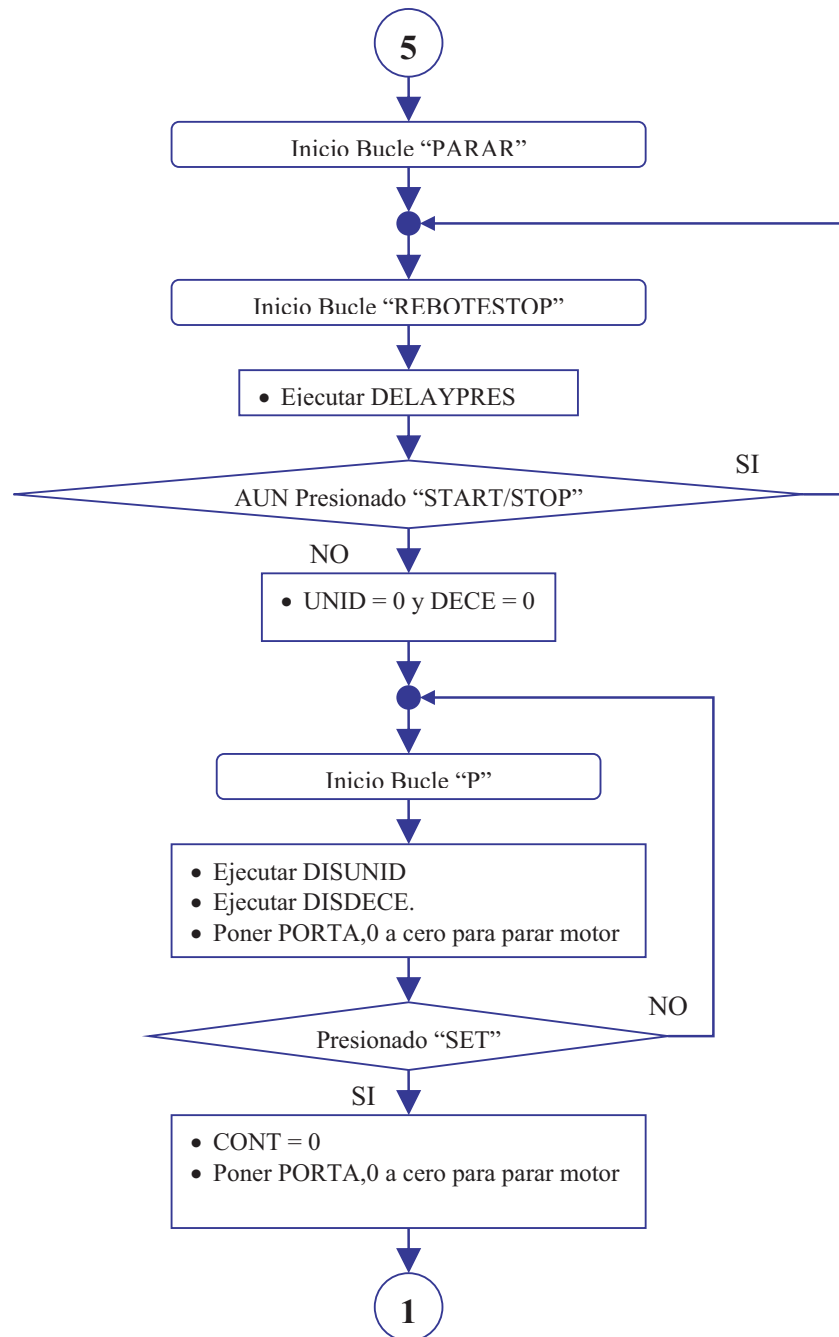 5
Inicio Bucle “PARAR”
Inicio Bucle “REBOTESTOP”
• Ejecutar DELAYPRES
SI
AUN Presionado “START/STOP”
NO
• UNID = 0 y DECE = 0
Inicio Bucle “P”
• Ejecutar DISUNID
• Ejecutar DISDECE.
• Poner PORTA,0 a cero para parar motor
NO
Presionado “SET”
SI
• CONT = 0
• Poner PORTA,0 a cero para parar motor
1